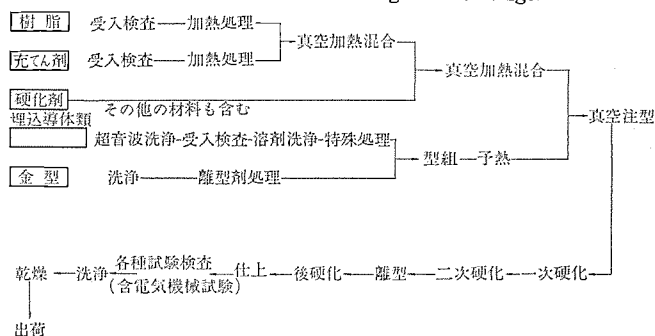 樹脂 受入検査―加熱処理
真空加熱混合
充てん剤 受入検査―加熱処理
真空加熱混合
硬化剤
その他の材料も含む
真空注型
埋込導体類
超音波洗浄-受入検査-溶剤洗浄-特殊処理
型組―予熱
金型 洗浄―離型剤処理
乾燥←洗浄←各種試験検査←仕上←後硬化←離型←二次硬化←一次硬化
(含電気機械試験)
出荷